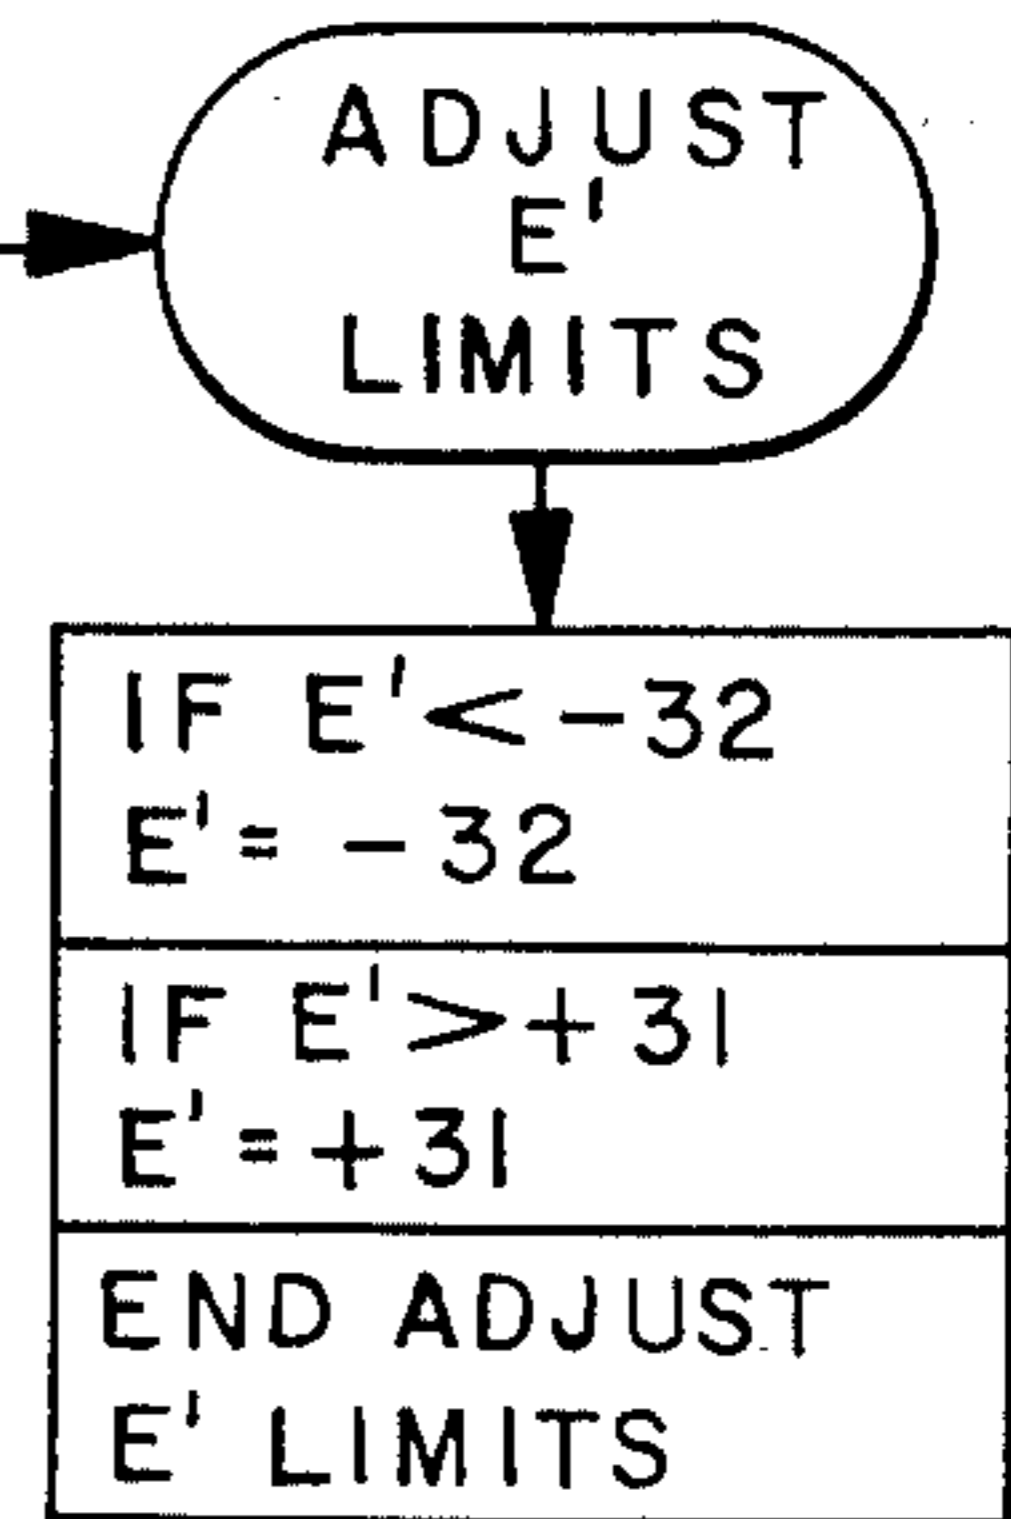 ADJUST
E'
LIMITS
IF E'<-32
E'= -32
IF E'>+31
E'=+31
END ADJUST
E' LIMITS